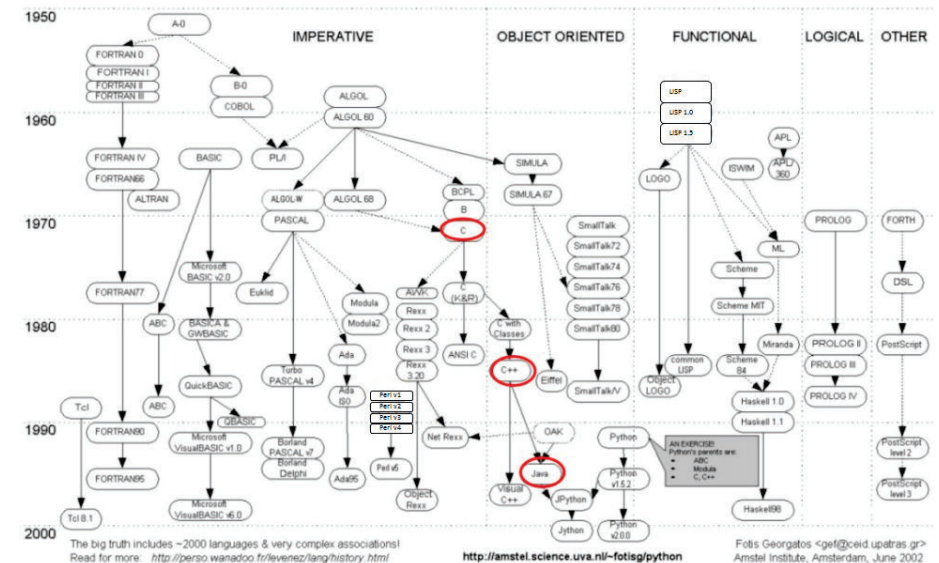 1950
IMPERATIVE
OBJECT ORIENTED
FUNCTIONAL
LOGICAL
OTHER
A-0
FORTRAN 0
FORTRAN I
FORTRAN II
FORTRAN III
B-0
COBOL
ALGOL
ALGOL 60
LISP
LISP 1.0
LISP 1.5
1960
FORTRAN IV
FORTRAN66
ALTRAN
BASIC
PL/I
SIMULA
SIMULA 67
LOGO
ISWIM
APL
APL/
360
ALGOL-W
PASCAL
ALGOL 68
BCPL
B
C
1970
SmallTalk
SmallTalk72
SmallTalk74
SmallTalk76
SmallTalk78
SmallTalk80
ML
PROLOG
FORTH
Microsoft
BASIC v2.0
Euklid
FORTRAN77
Modula
Modula2
AWK
Rexx
Rexx 2
Rexx 3
Rexx
3.20
C
(K&R)
Scheme
Scheme MIT
DSL
1980
ABC
BASICA &
GWBASIC
Ada
ANSI C
C with
Classes
C++
Eiffel
SmallTalk/V
Object
LOGO
common
LISP
Scheme
84
Miranda
PROLOG II
PROLOG III
PROLOG IV
PostScript
Turbo
PASCAL v4
QuickBASIC
Ada
ISO
Perl v1
Perl v2
Perl v3
Perl v4
Haskell 1.0
Haskell 1.1
Tcl
ABC
QBASIC
1990
FORTRAN90
Microsoft
VisualBASIC v1.0
Borland
PASCAL v7
Borland
Delphi
Net Rexx
OAK
Python
AN EXERCISE!
Python's parents are:
ABC
Modula
C, C++
PostScript
level 2
FORTRAN95
Ada95
Perl v5
Object
Rexx
Java
Visual
C++
JPython
Python
v1.5.2
PostScript
level 3
Tcl 8.1
Microsoft
VisualBASIC v6.0
Jython
Python
v2.0.0
Haskell98
2000
The big truth includes ~2000 languages & very complex associations!
Read for more: http://perso.wanadoo.fr/levenez/lang/history.html
http://amstel.science.uva.nl/~fotisg/python
Fotis Georgatos <gef@ceid.upatras.gr>
Amstel Institute, Amsterdam, June 2002